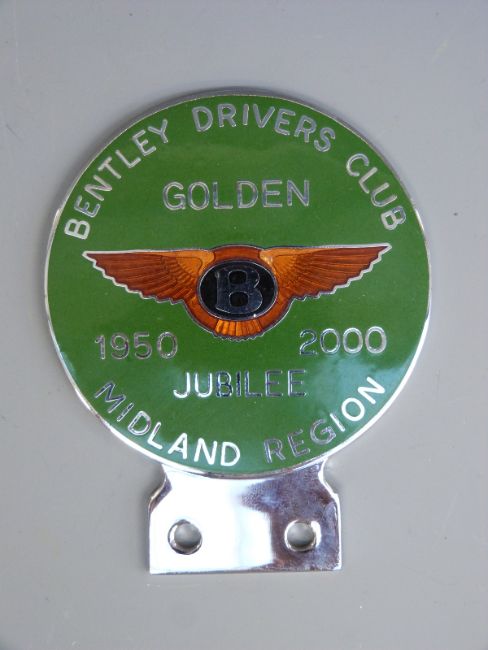 BENTLEY DRIVERS CLUB
GOLDEN
B
1950 2000
JUBILEE
MIDLAND REGION